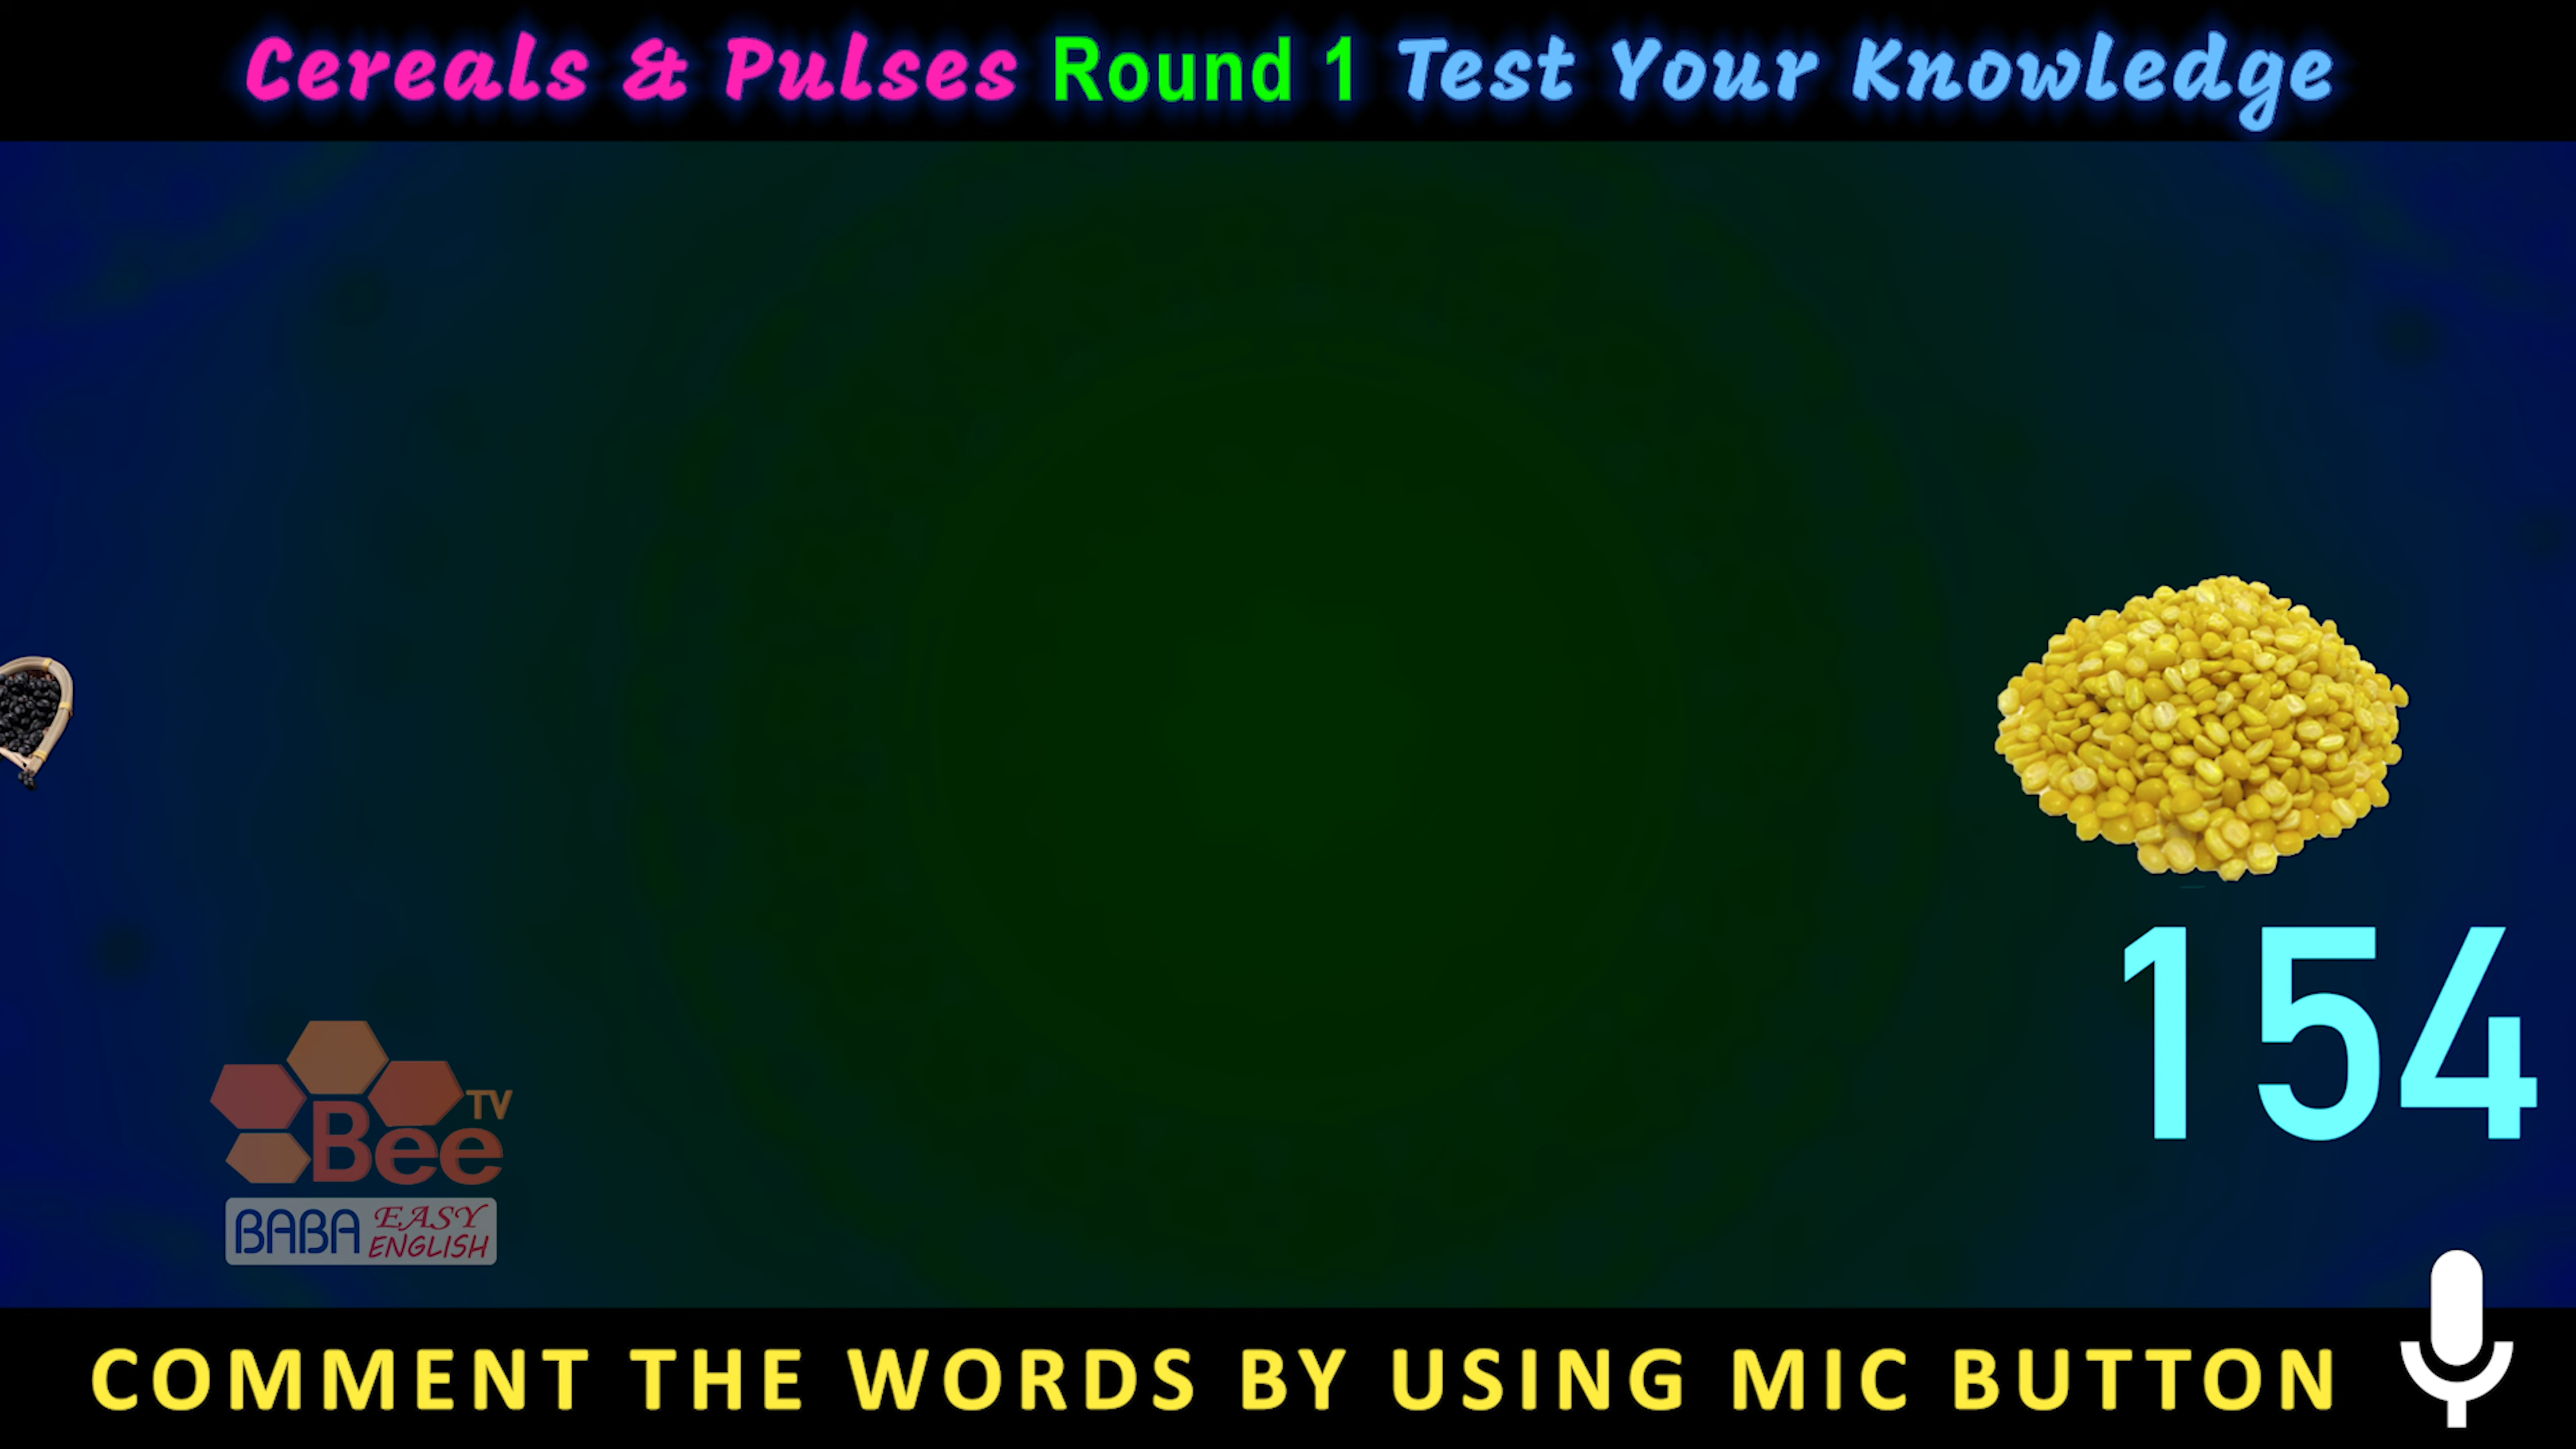 Cereals & Pulses Round 1 Test Your Knowledge
154
Bee TV
BABA EASY ENGLISH
COMMENT THE WORDS BY USING MIC BUTTON